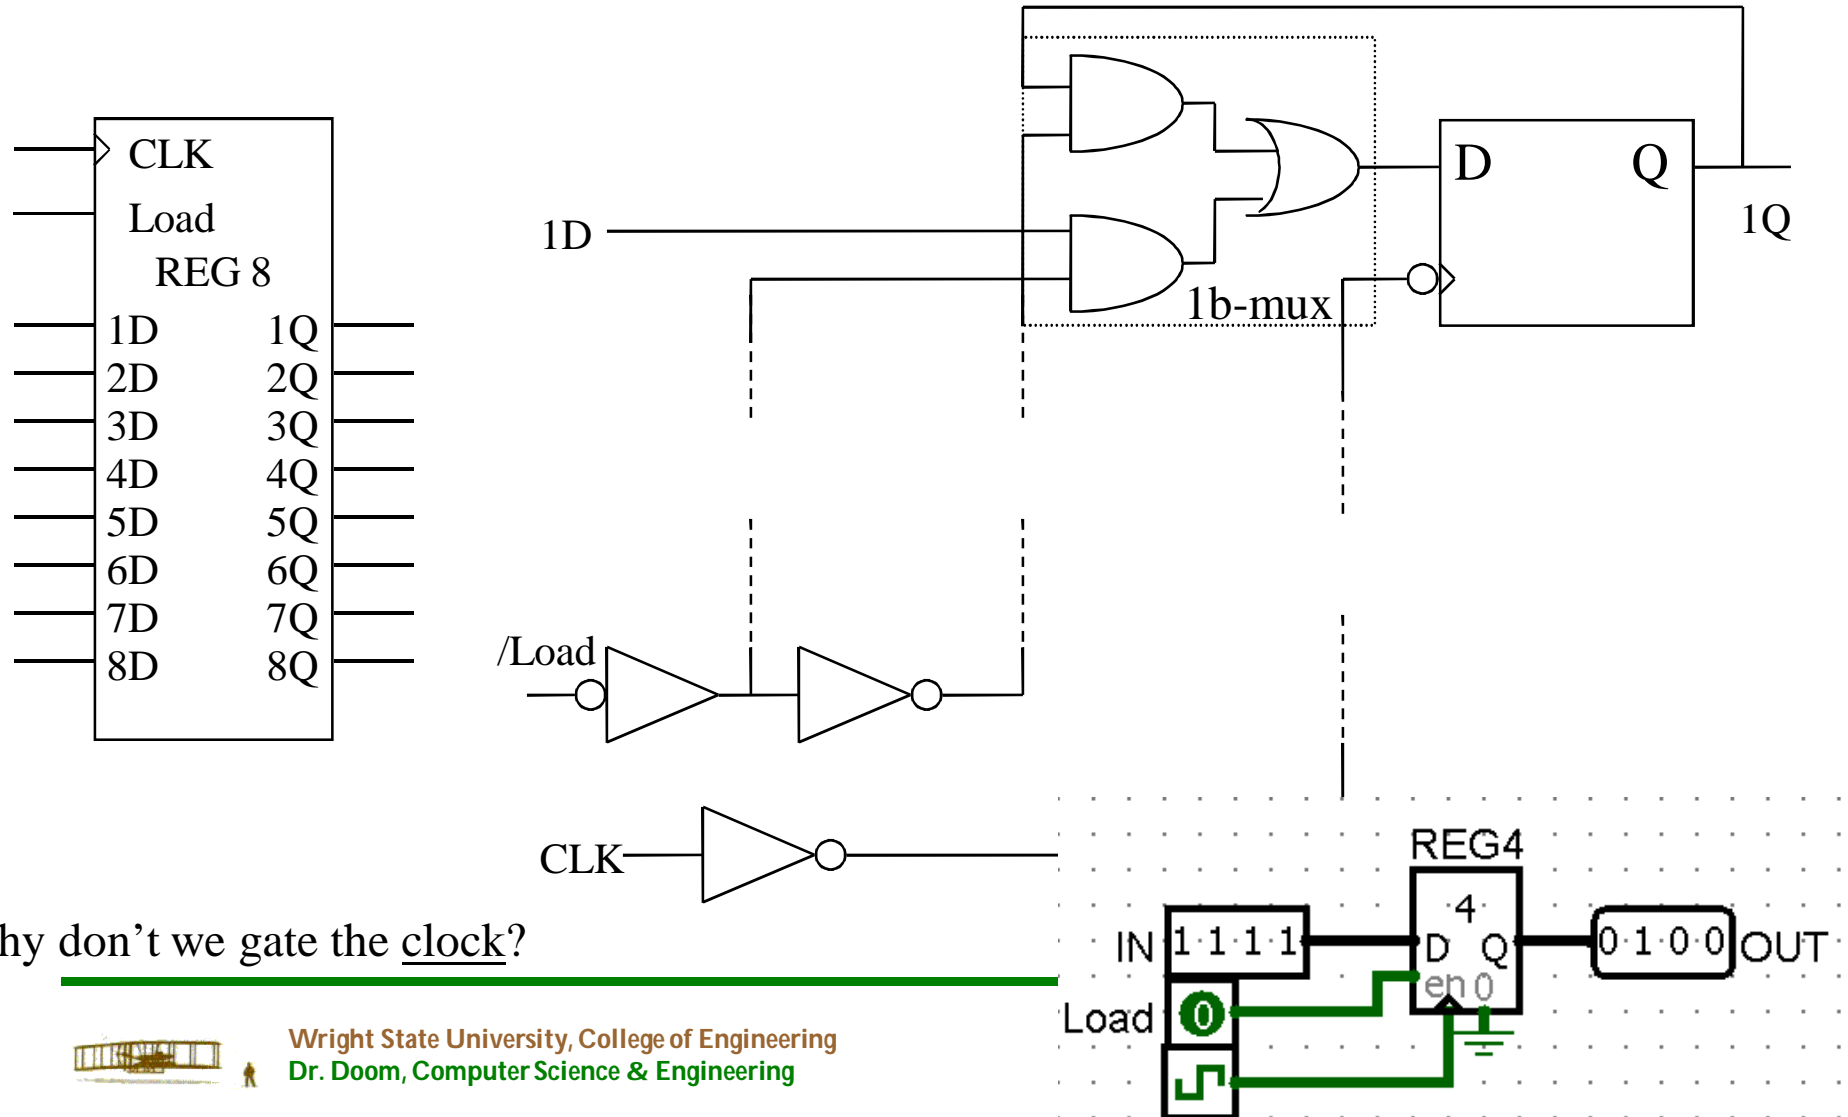 CLK
Load
REG 8
1D 1Q
2D 2Q
3D 3Q
4D 4Q
5D 5Q
6D 6Q
7D 7Q
8D 8Q
1D
D Q
1Q
1b-mux
/Load
CLK
hy don't we gate the clock?
REG4
4
IN 1 1 1 1 D Q 0 1 0 0 OUT
en 0
Load 0
Wright State University, College of Engineering
Dr. Doom, Computer Science & Engineering